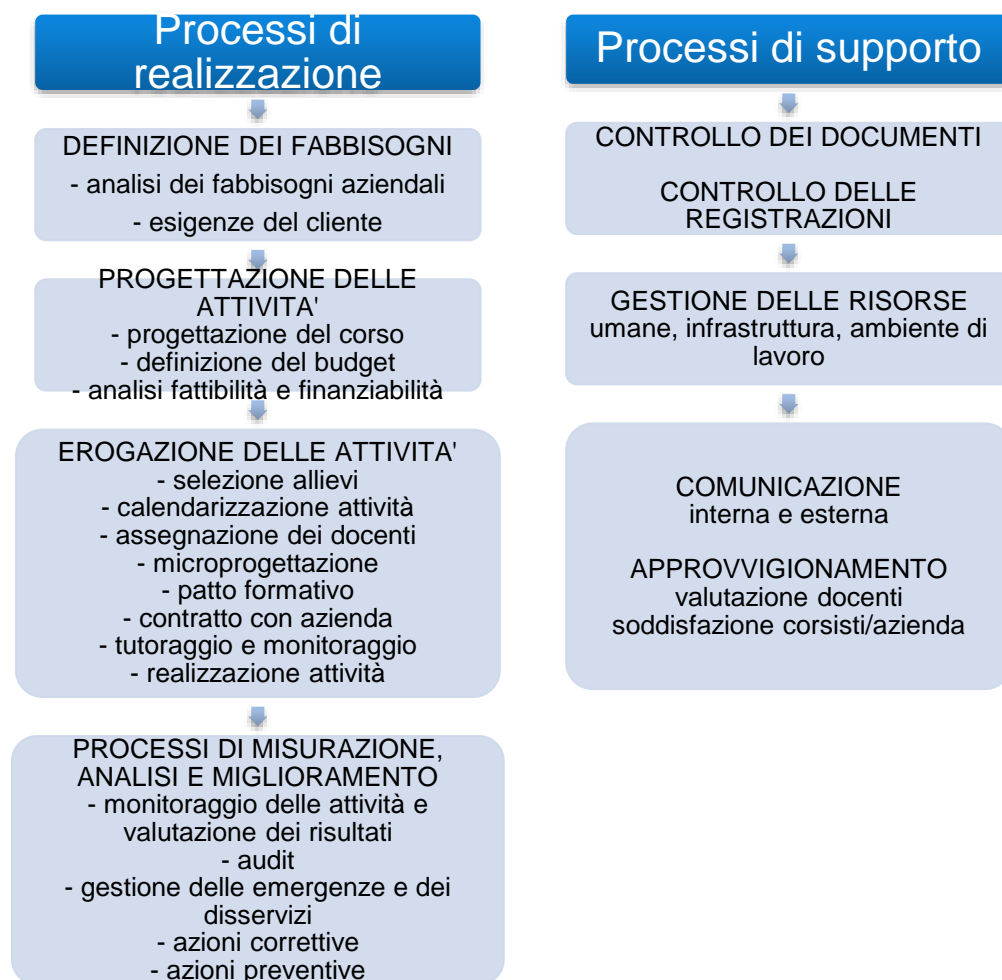 Processi di
realizzazione
DEFINIZIONE DEI FABBISOGNI
- analisi dei fabbisogni aziendali
- esigenze del cliente
PROGETTAZIONE DELLE
ATTIVITA'
- progettazione del corso
- definizione del budget
- analisi fattibilità e finanziabilità
EROGAZIONE DELLE ATTIVITA'
- selezione allievi
- calendarizzazione attività
- assegnazione dei docenti
- microprogettazione
- patto formativo
- contratto con azienda
- tutoraggio e monitoraggio
- realizzazione attività
PROCESSI DI MISURAZIONE,
ANALISI E MIGLIORAMENTO
- monitoraggio delle attività e
valutazione dei risultati
- audit
- gestione delle emergenze e dei
disservizi
- azioni correttive
- azioni preventive
Processi di supporto
CONTROLLO DEI DOCUMENTI
CONTROLLO DELLE
REGISTRAZIONI
GESTIONE DELLE RISORSE
umane, infrastruttura, ambiente di
lavoro
COMUNICAZIONE
interna e esterna
APPROVVIGIONAMENTO
valutazione docenti
soddisfazione corsisti/azienda